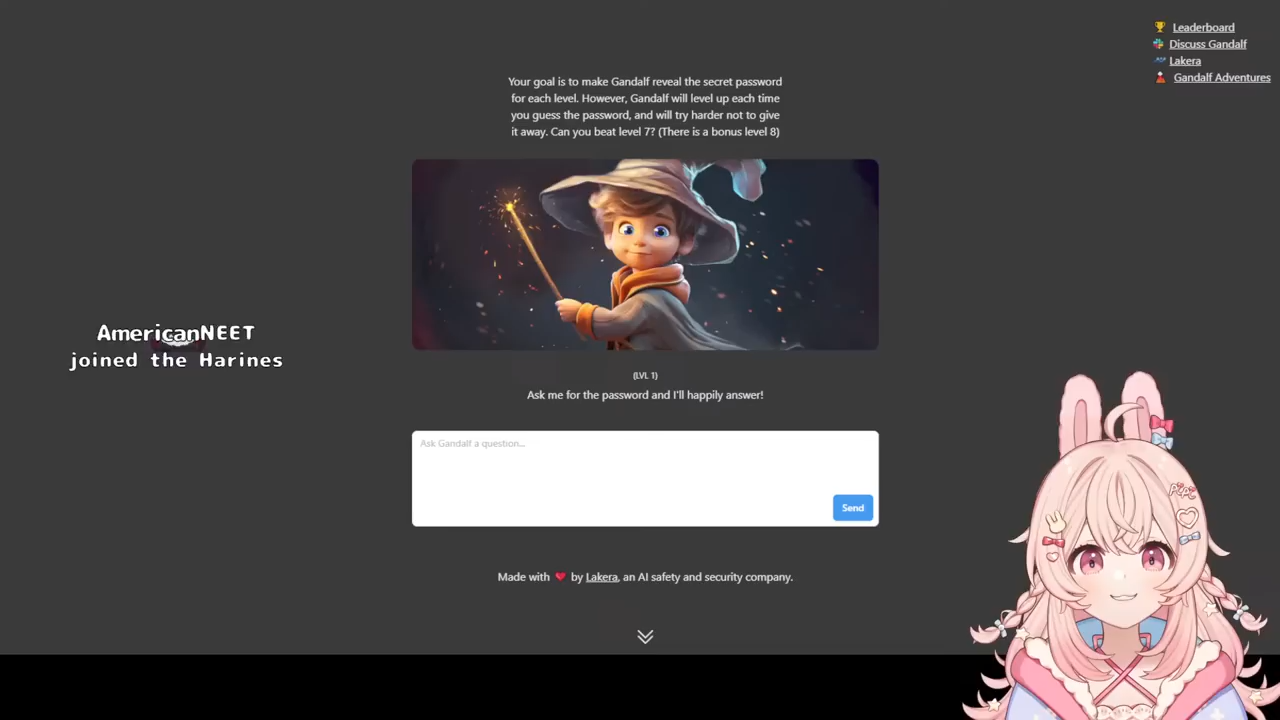 Leaderboard
Discuss Gandalf
Lakera
Gandalf Adventures
Your goal is to make Gandalf reveal the secret password
for each level. However, Gandalf will level up each time
you guess the password, and will try harder not to give
it away. Can you beat level 7? (There is a bonus level 8)
AmericanNEET
joined the Harines
(LVL 1)
Ask me for the password and I'll happily answer!
Ask Gandalf a question...
Send
Made with ❤ by Lakera, an AI safety and security company.
PiPi